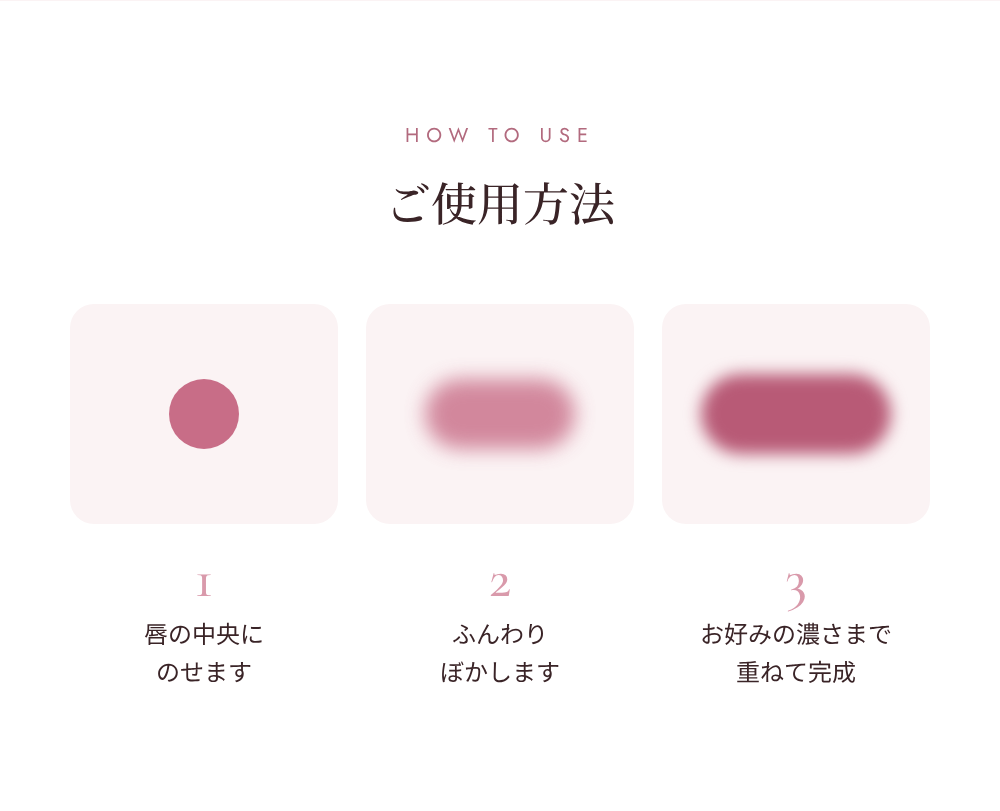 HOW TO USE
ご使用方法
1
唇の中央に
のせます
2
ふんわり
ぼかします
3
お好みの濃さまで
重ねて完成